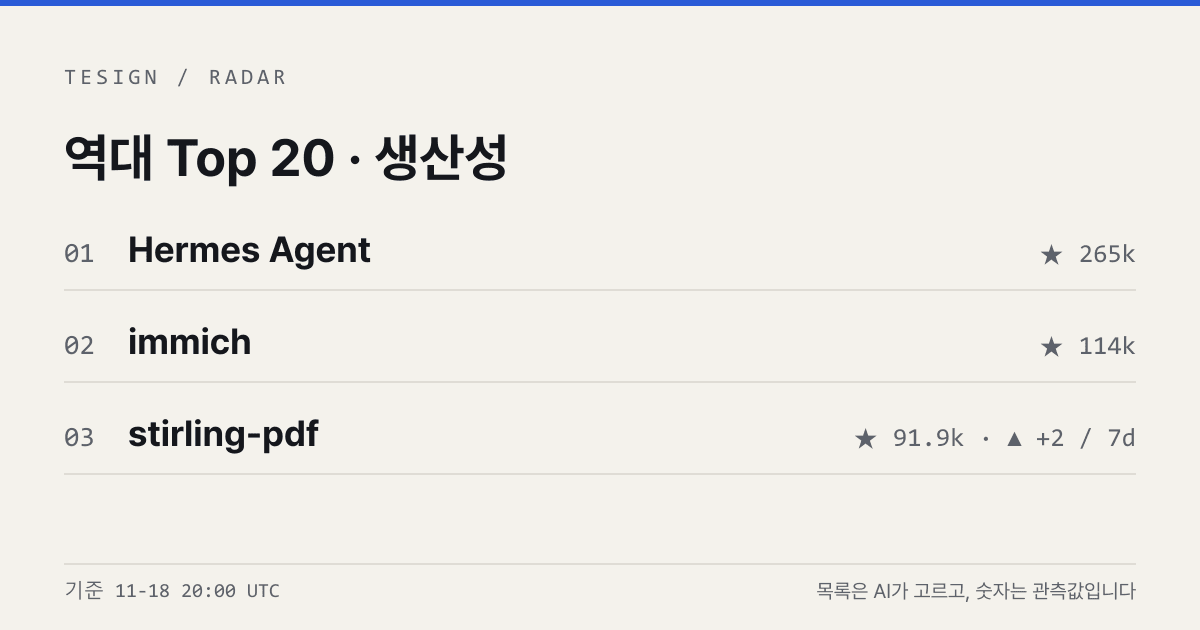 TESIGN / RADAR
역대 Top 20 · 생산성
01 Hermes Agent ★ 265k
02 immich ★ 114k
03 stirling-pdf ★ 91.9k · ▲ +2 / 7d
기준 11-18 20:00 UTC 목록은 AI가 고르고, 숫자는 관측값입니다